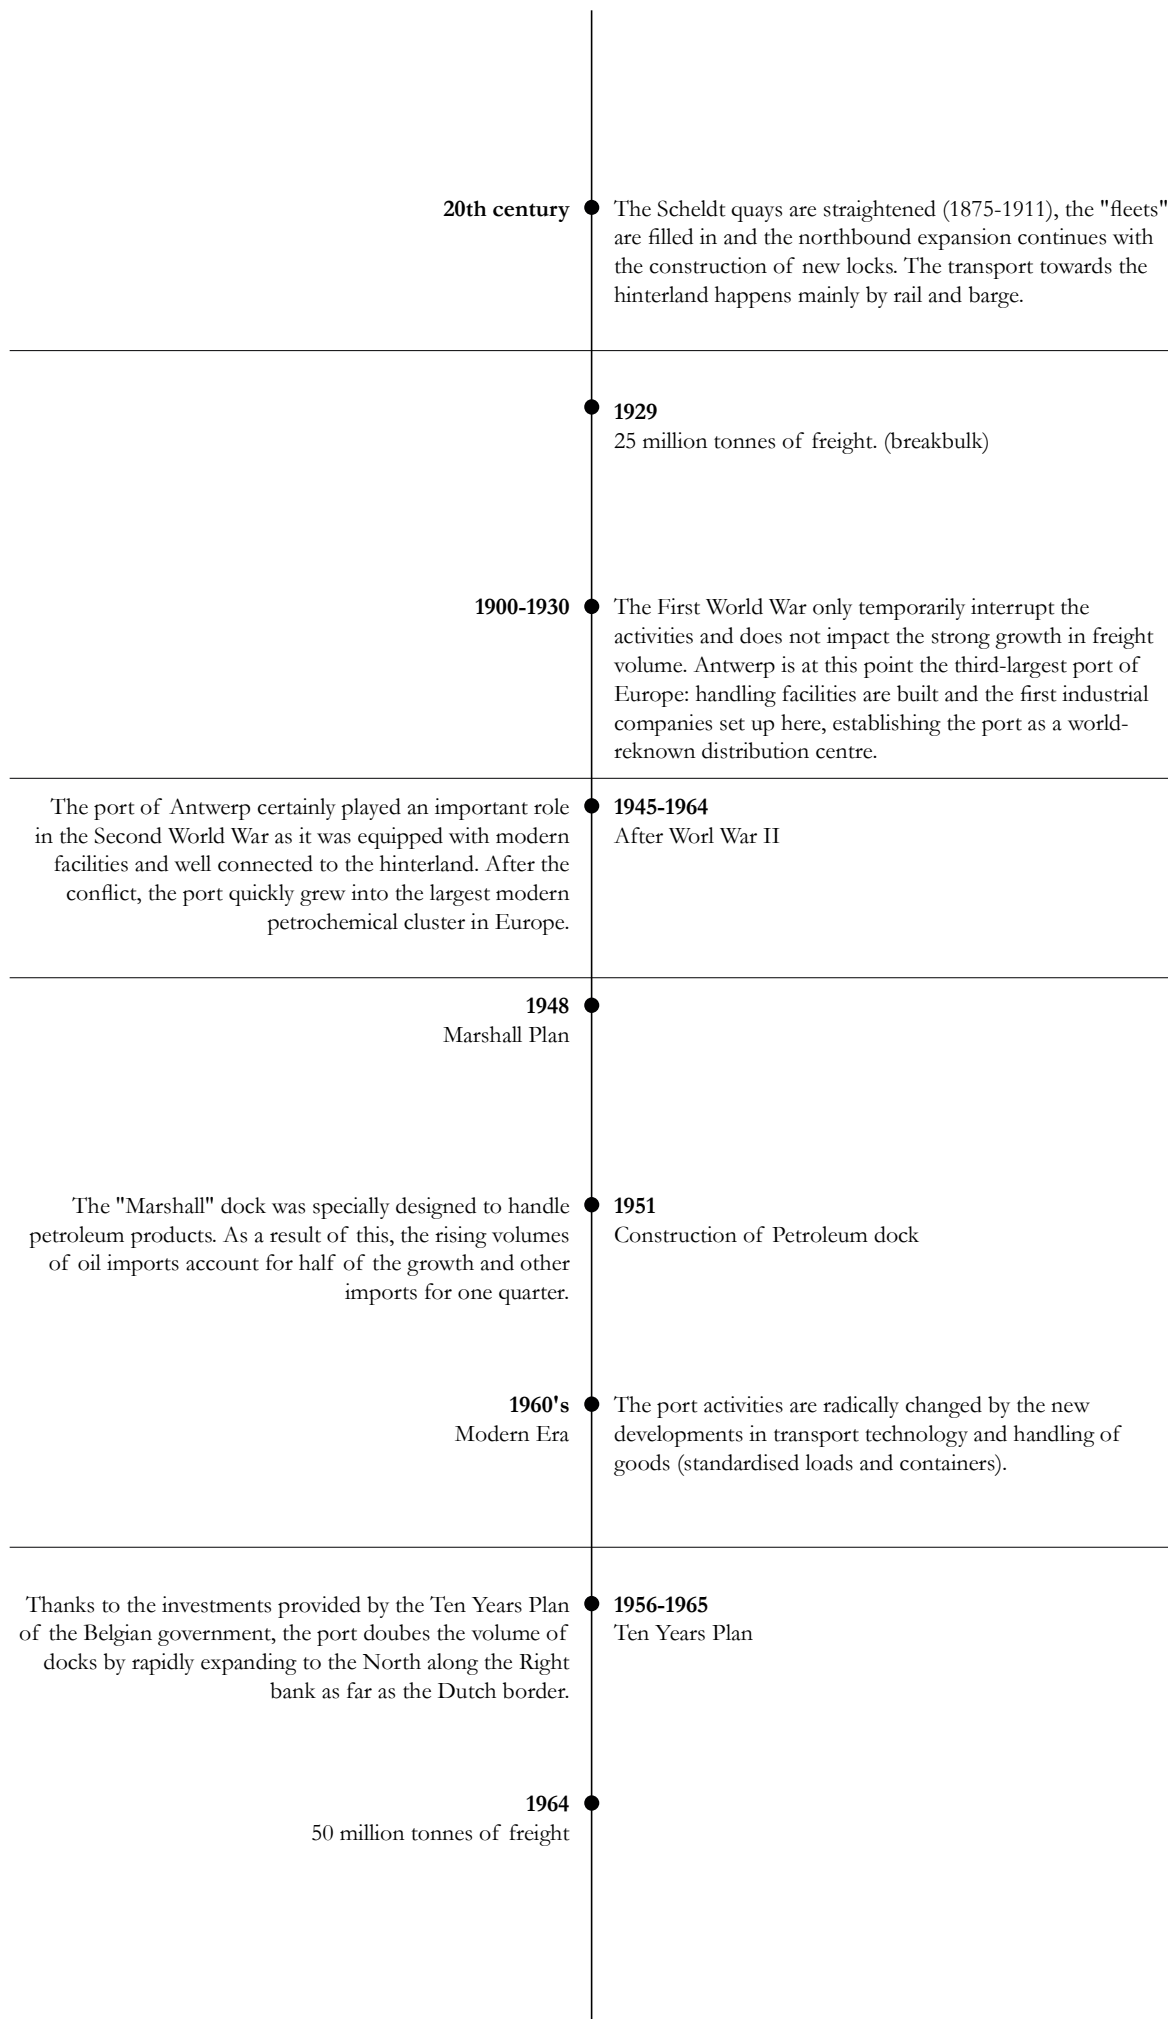 20th century
The Scheldt quays are straightened (1875-1911), the "fleets"
are filled in and the northbound expansion continues with
the construction of new locks. The transport towards the
hinterland happens mainly by rail and barge.
1929
25 million tonnes of freight. (breakbulk)
1900-1930
The First World War only temporarily interrupt the
activities and does not impact the strong growth in freight
volume. Antwerp is at this point the third-largest port of
Europe: handling facilities are built and the first industrial
companies set up here, establishing the port as a world-
reknown distribution centre.
The port of Antwerp certainly played an important role
in the Second World War as it was equipped with modern
facilities and well connected to the hinterland. After the
conflict, the port quickly grew into the largest modern
petrochemical cluster in Europe.
1945-1964
After Worl War II
1948
Marshall Plan
The "Marshall" dock was specially designed to handle
petroleum products. As a result of this, the rising volumes
of oil imports account for half of the growth and other
imports for one quarter.
1951
Construction of Petroleum dock
1960's
Modern Era
The port activities are radically changed by the new
developments in transport technology and handling of
goods (standardised loads and containers).
Thanks to the investments provided by the Ten Years Plan
of the Belgian government, the port doubes the volume of
docks by rapidly expanding to the North along the Right
bank as far as the Dutch border.
1956-1965
Ten Years Plan
1964
50 million tonnes of freight